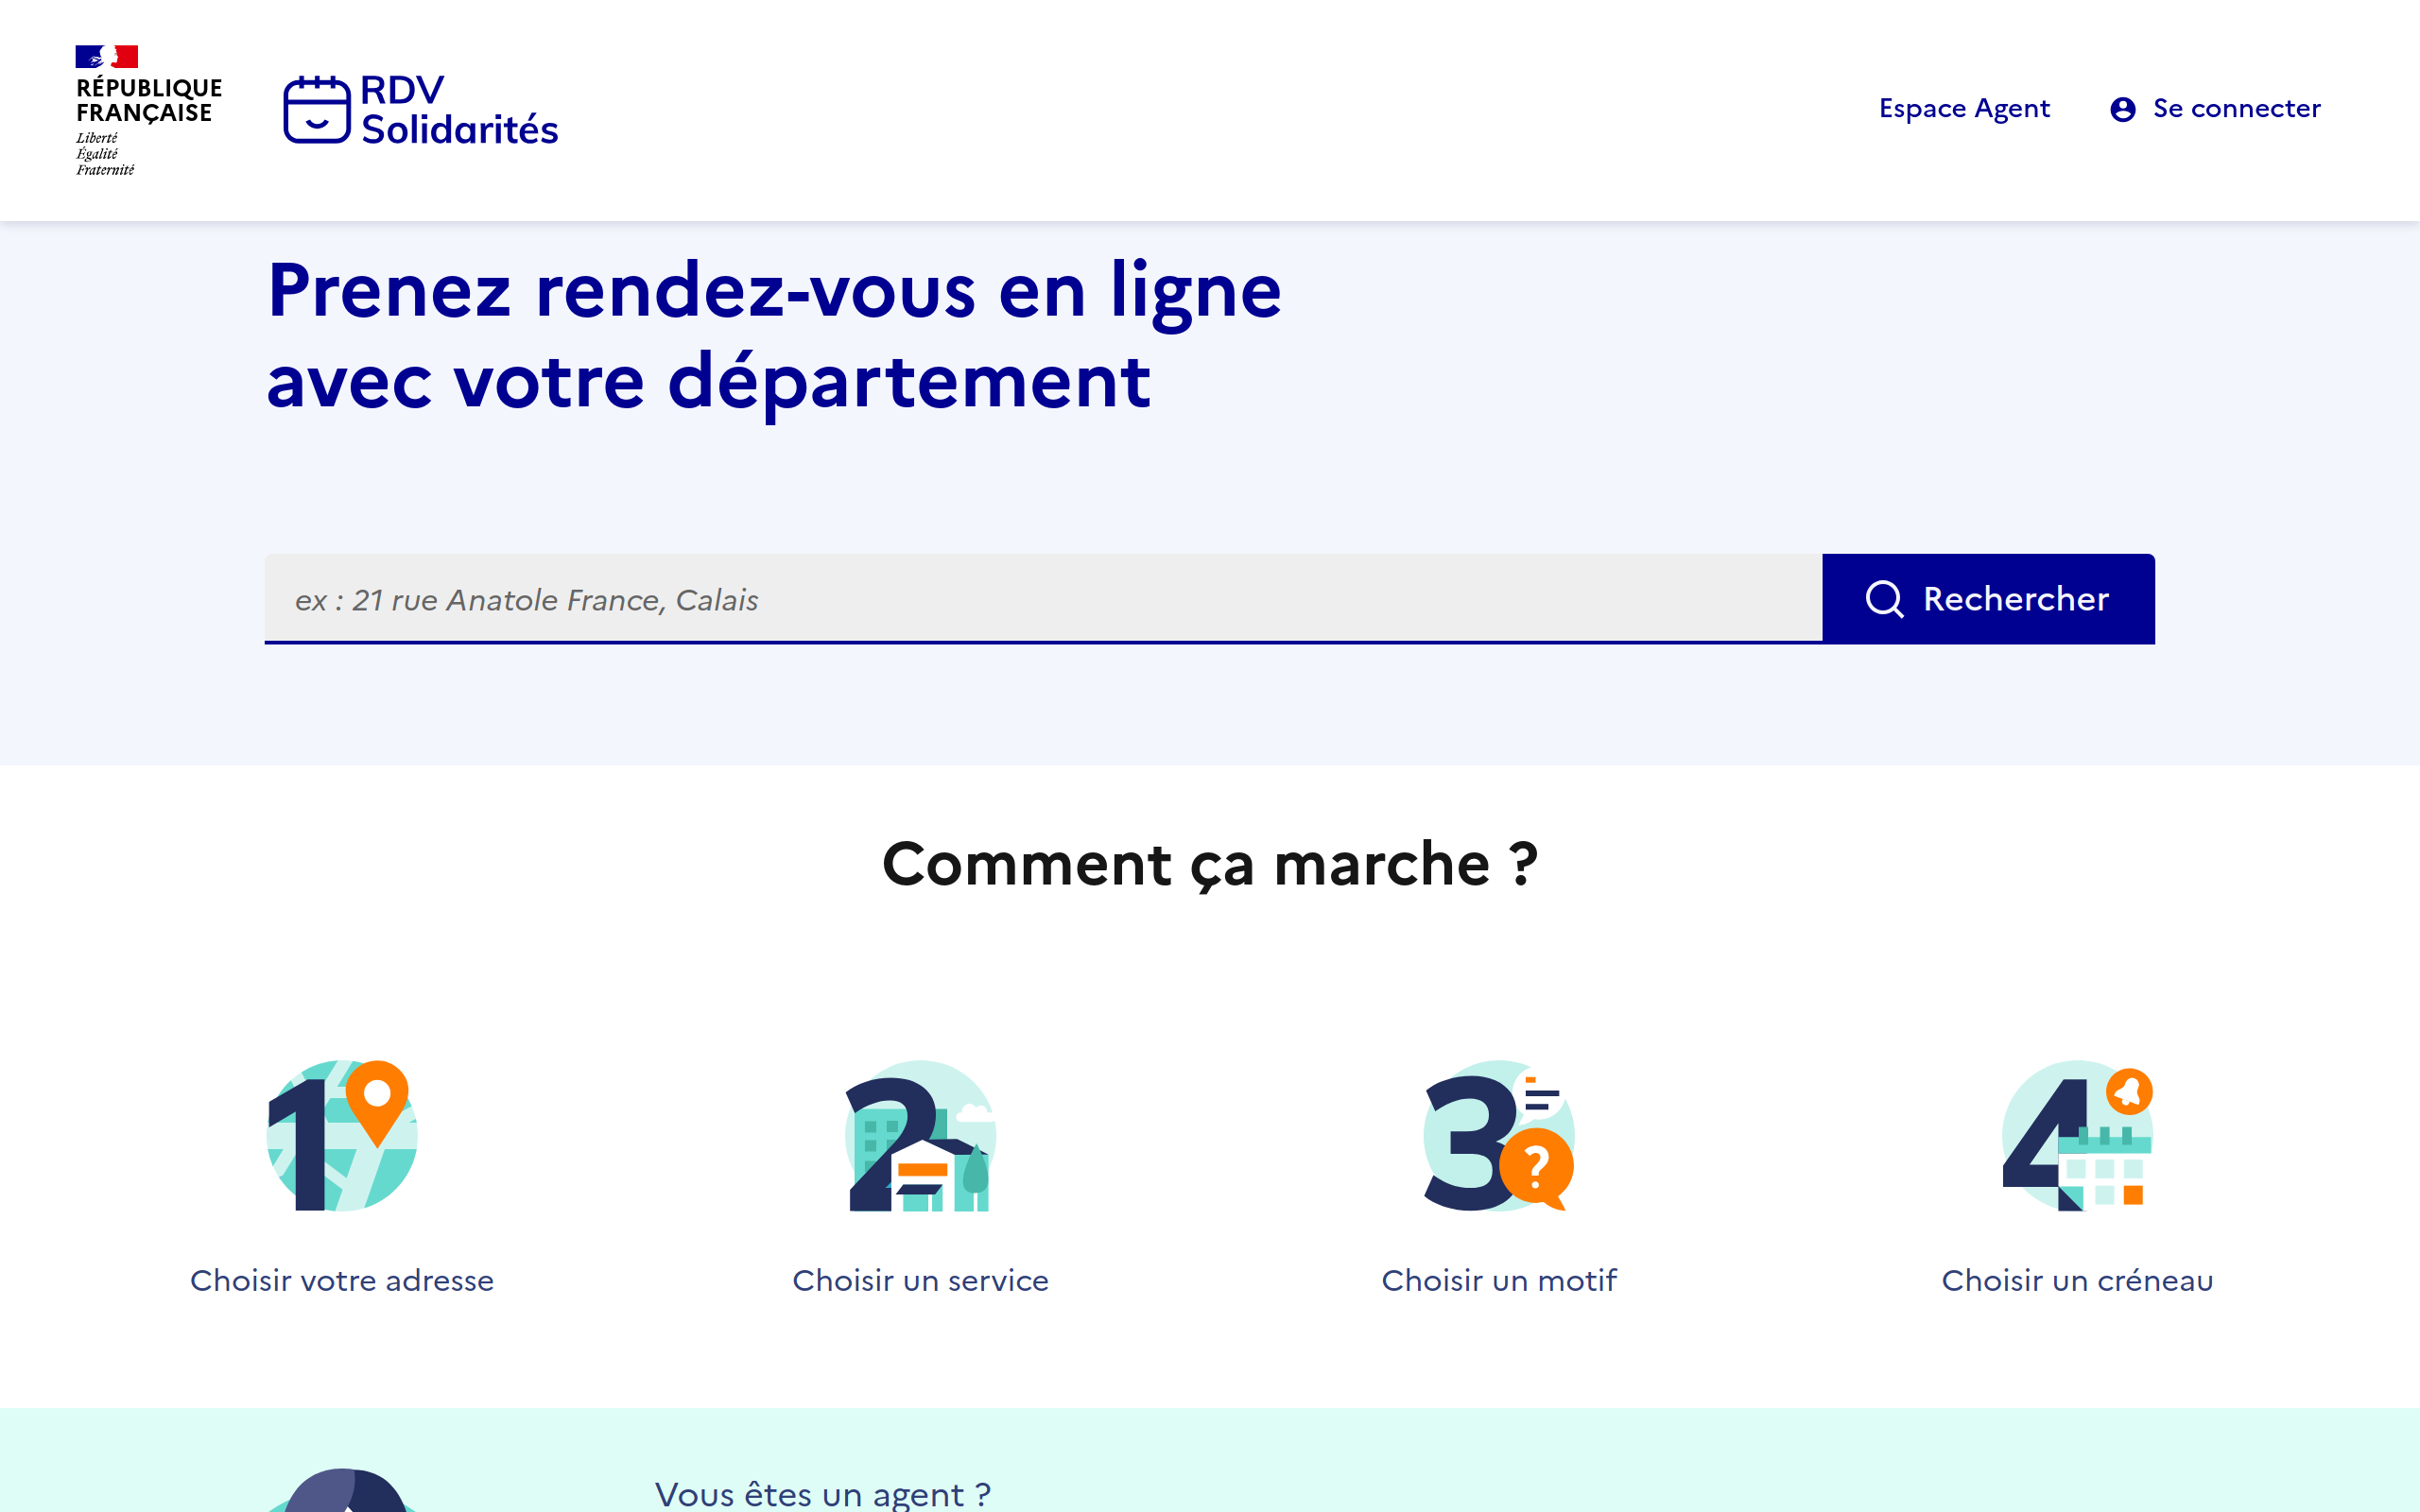 RÉPUBLIQUE
FRANÇAISE
Liberté
Égalité
Fraternité
RDV
Solidarités
Espace Agent
Se connecter
Prenez rendez-vous en ligne
avec votre département
ex : 21 rue Anatole France, Calais
Rechercher
Comment ça marche ?
1
2
3
?
4
Choisir votre adresse
Choisir un service
Choisir un motif
Choisir un créneau
Vous êtes un agent ?